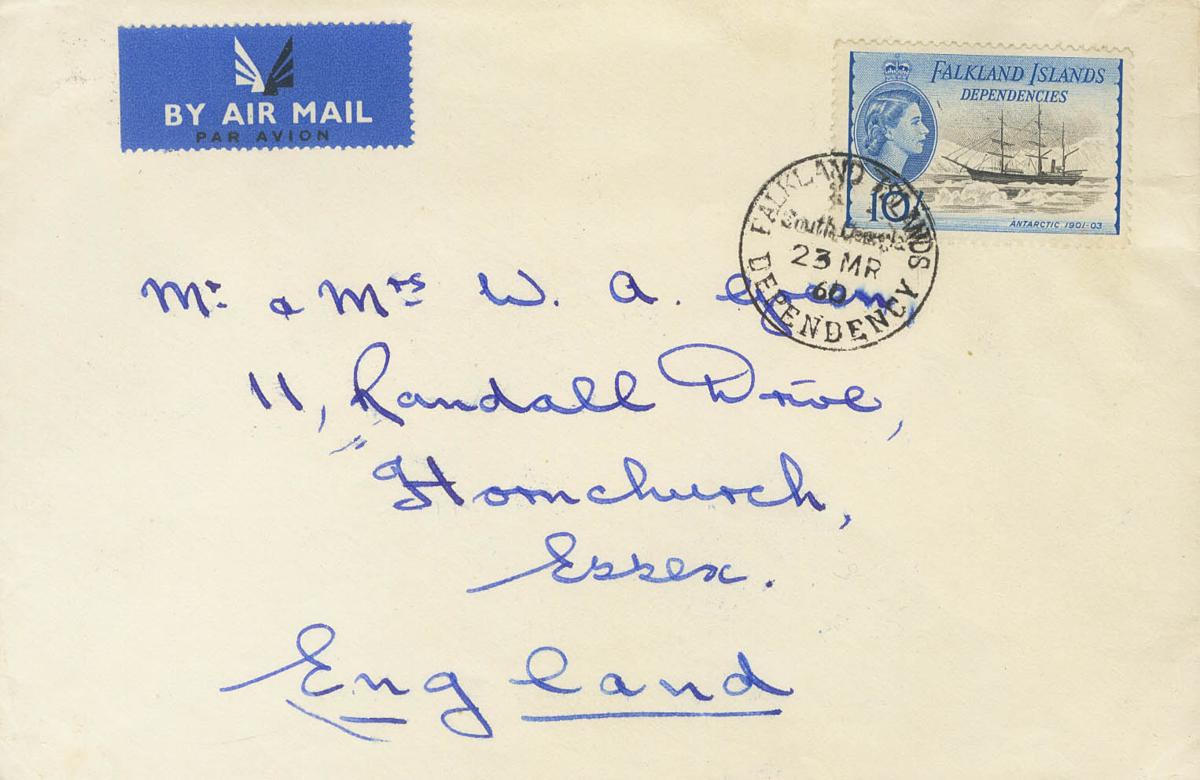 BY AIR MAIL
PAR AVION
FALKLAND ISLANDS
DEPENDENCIES
10/-
ANTARCTIC 1901-03
FALKLAND ISLANDS
South Georgia
23 MR
60
DEPENDENCY
Mr & Mrs W. A.
11, Randall Drive,
Hornchurch,
Essex.
England